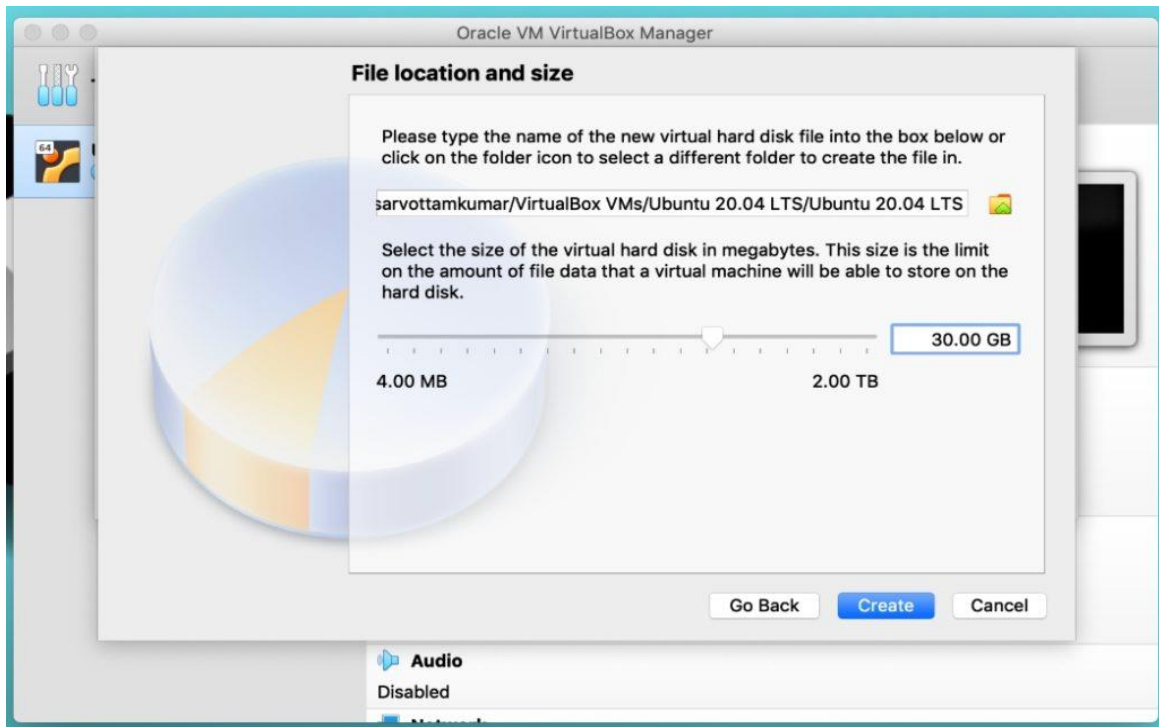 Oracle VM VirtualBox Manager
File location and size
64
Please type the name of the new virtual hard disk file into the box below or
click on the folder icon to select a different folder to create the file in.
sarvottamkumar/VirtualBox VMs/Ubuntu 20.04 LTS/Ubuntu 20.04 LTS
Select the size of the virtual hard disk in megabytes. This size is the limit
on the amount of file data that a virtual machine will be able to store on the
hard disk.
30.00 GB
4.00 MB 2.00 TB
Go Back Create Cancel
Audio
Disabled